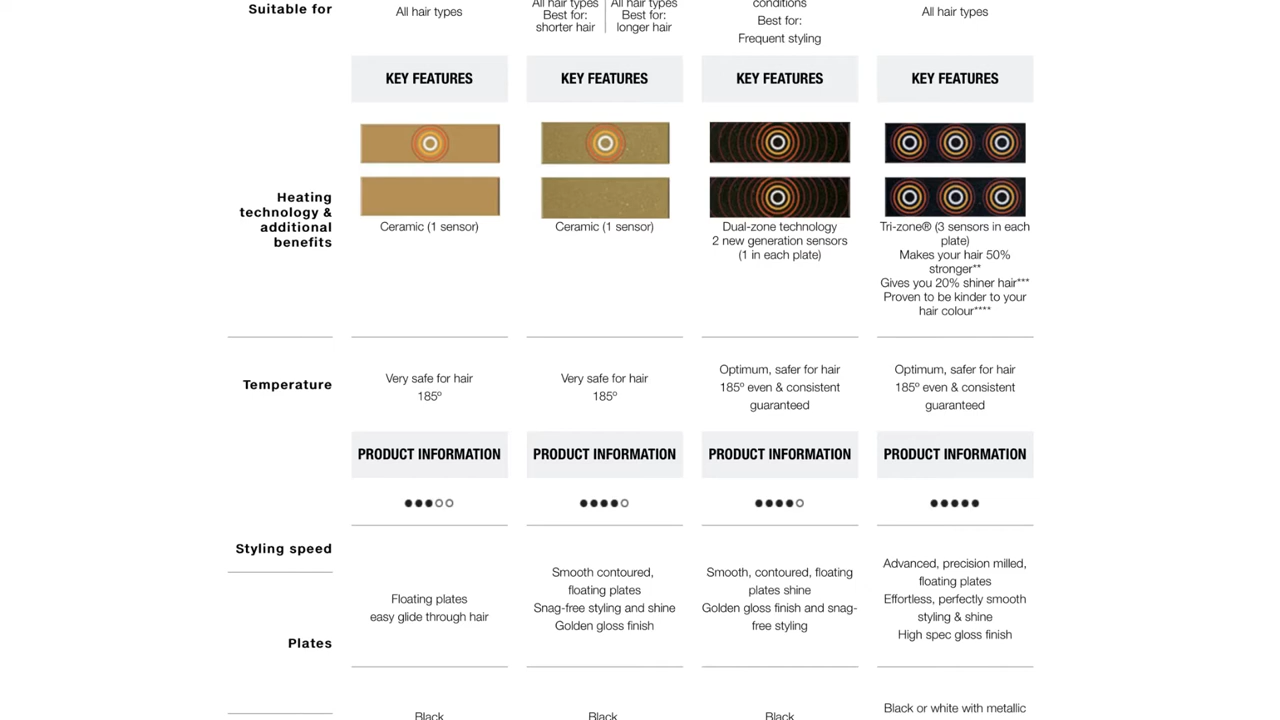 Suitable for
All hair types
All hair types
Best for:
shorter hair
All hair types
Best for:
longer hair
conditions
Best for:
Frequent styling
All hair types
KEY FEATURES
KEY FEATURES
KEY FEATURES
KEY FEATURES
Heating
technology &
additional
benefits
Ceramic (1 sensor)
Ceramic (1 sensor)
Dual-zone technology
2 new generation sensors
(1 in each plate)
Tri-zone® (3 sensors in each
plate)
Makes your hair 50%
stronger**
Gives you 20% shiner hair***
Proven to be kinder to your
hair colour****
Temperature
Very safe for hair
185º
Very safe for hair
185º
Optimum, safer for hair
185º even & consistent
guaranteed
Optimum, safer for hair
185º even & consistent
guaranteed
PRODUCT INFORMATION
PRODUCT INFORMATION
PRODUCT INFORMATION
PRODUCT INFORMATION
Styling speed
Plates
Floating plates
easy glide through hair
Smooth contoured,
floating plates
Snag-free styling and shine
Golden gloss finish
Smooth, contoured, floating
plates shine
Golden gloss finish and snag-
free styling
Advanced, precision milled,
floating plates
Effortless, perfectly smooth
styling & shine
High spec gloss finish
Black
Black
Black
Black or white with metallic